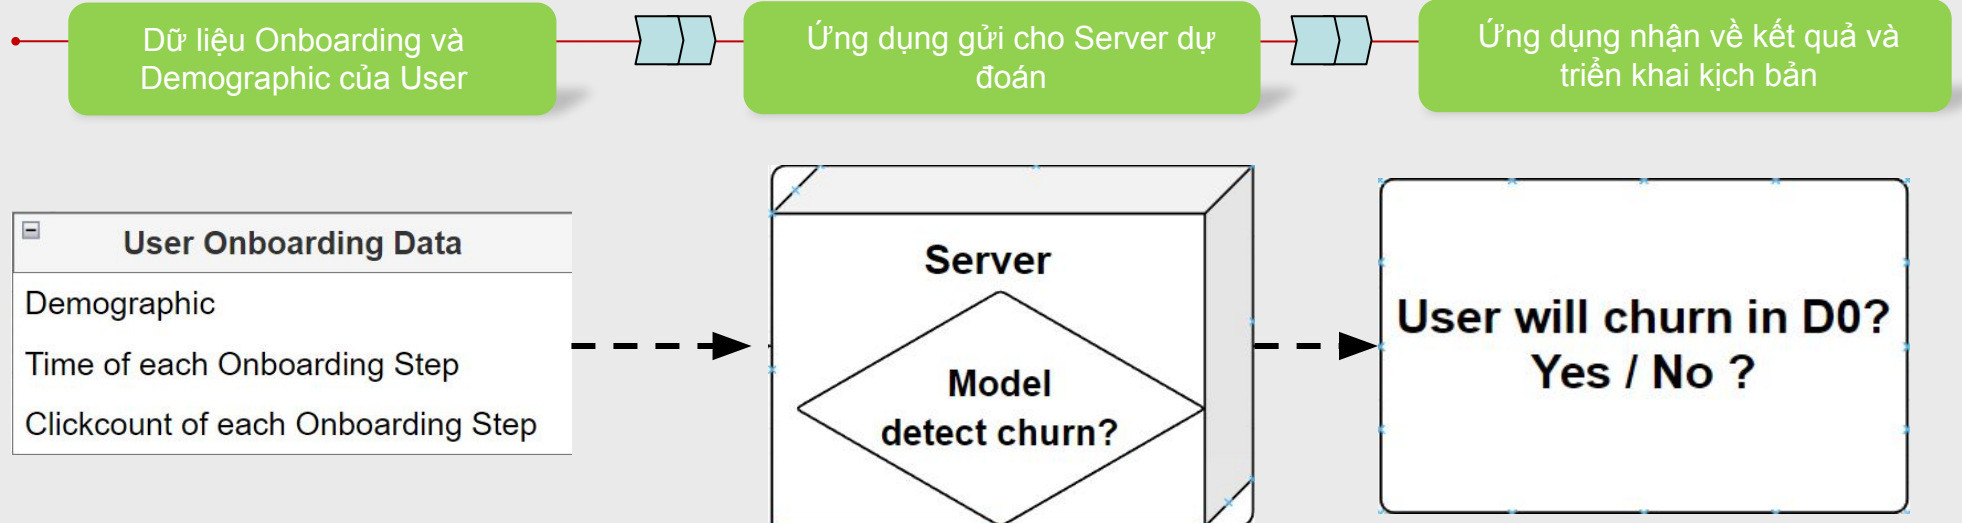 Dữ liệu Onboarding và
Demographic của User
Ứng dụng gửi cho Server dự
đoán
Ứng dụng nhận về kết quả và
triển khai kịch bản
User Onboarding Data
Demographic
Time of each Onboarding Step
Clickcount of each Onboarding Step
Server
Model
detect churn?
User will churn in D0?
Yes / No ?